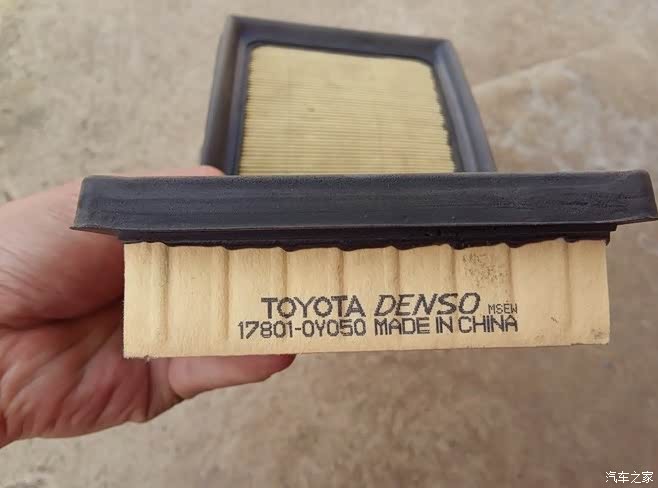 TOYOTA DENSO MSEW
17801-0Y050 MADE IN CHINA
汽车之家